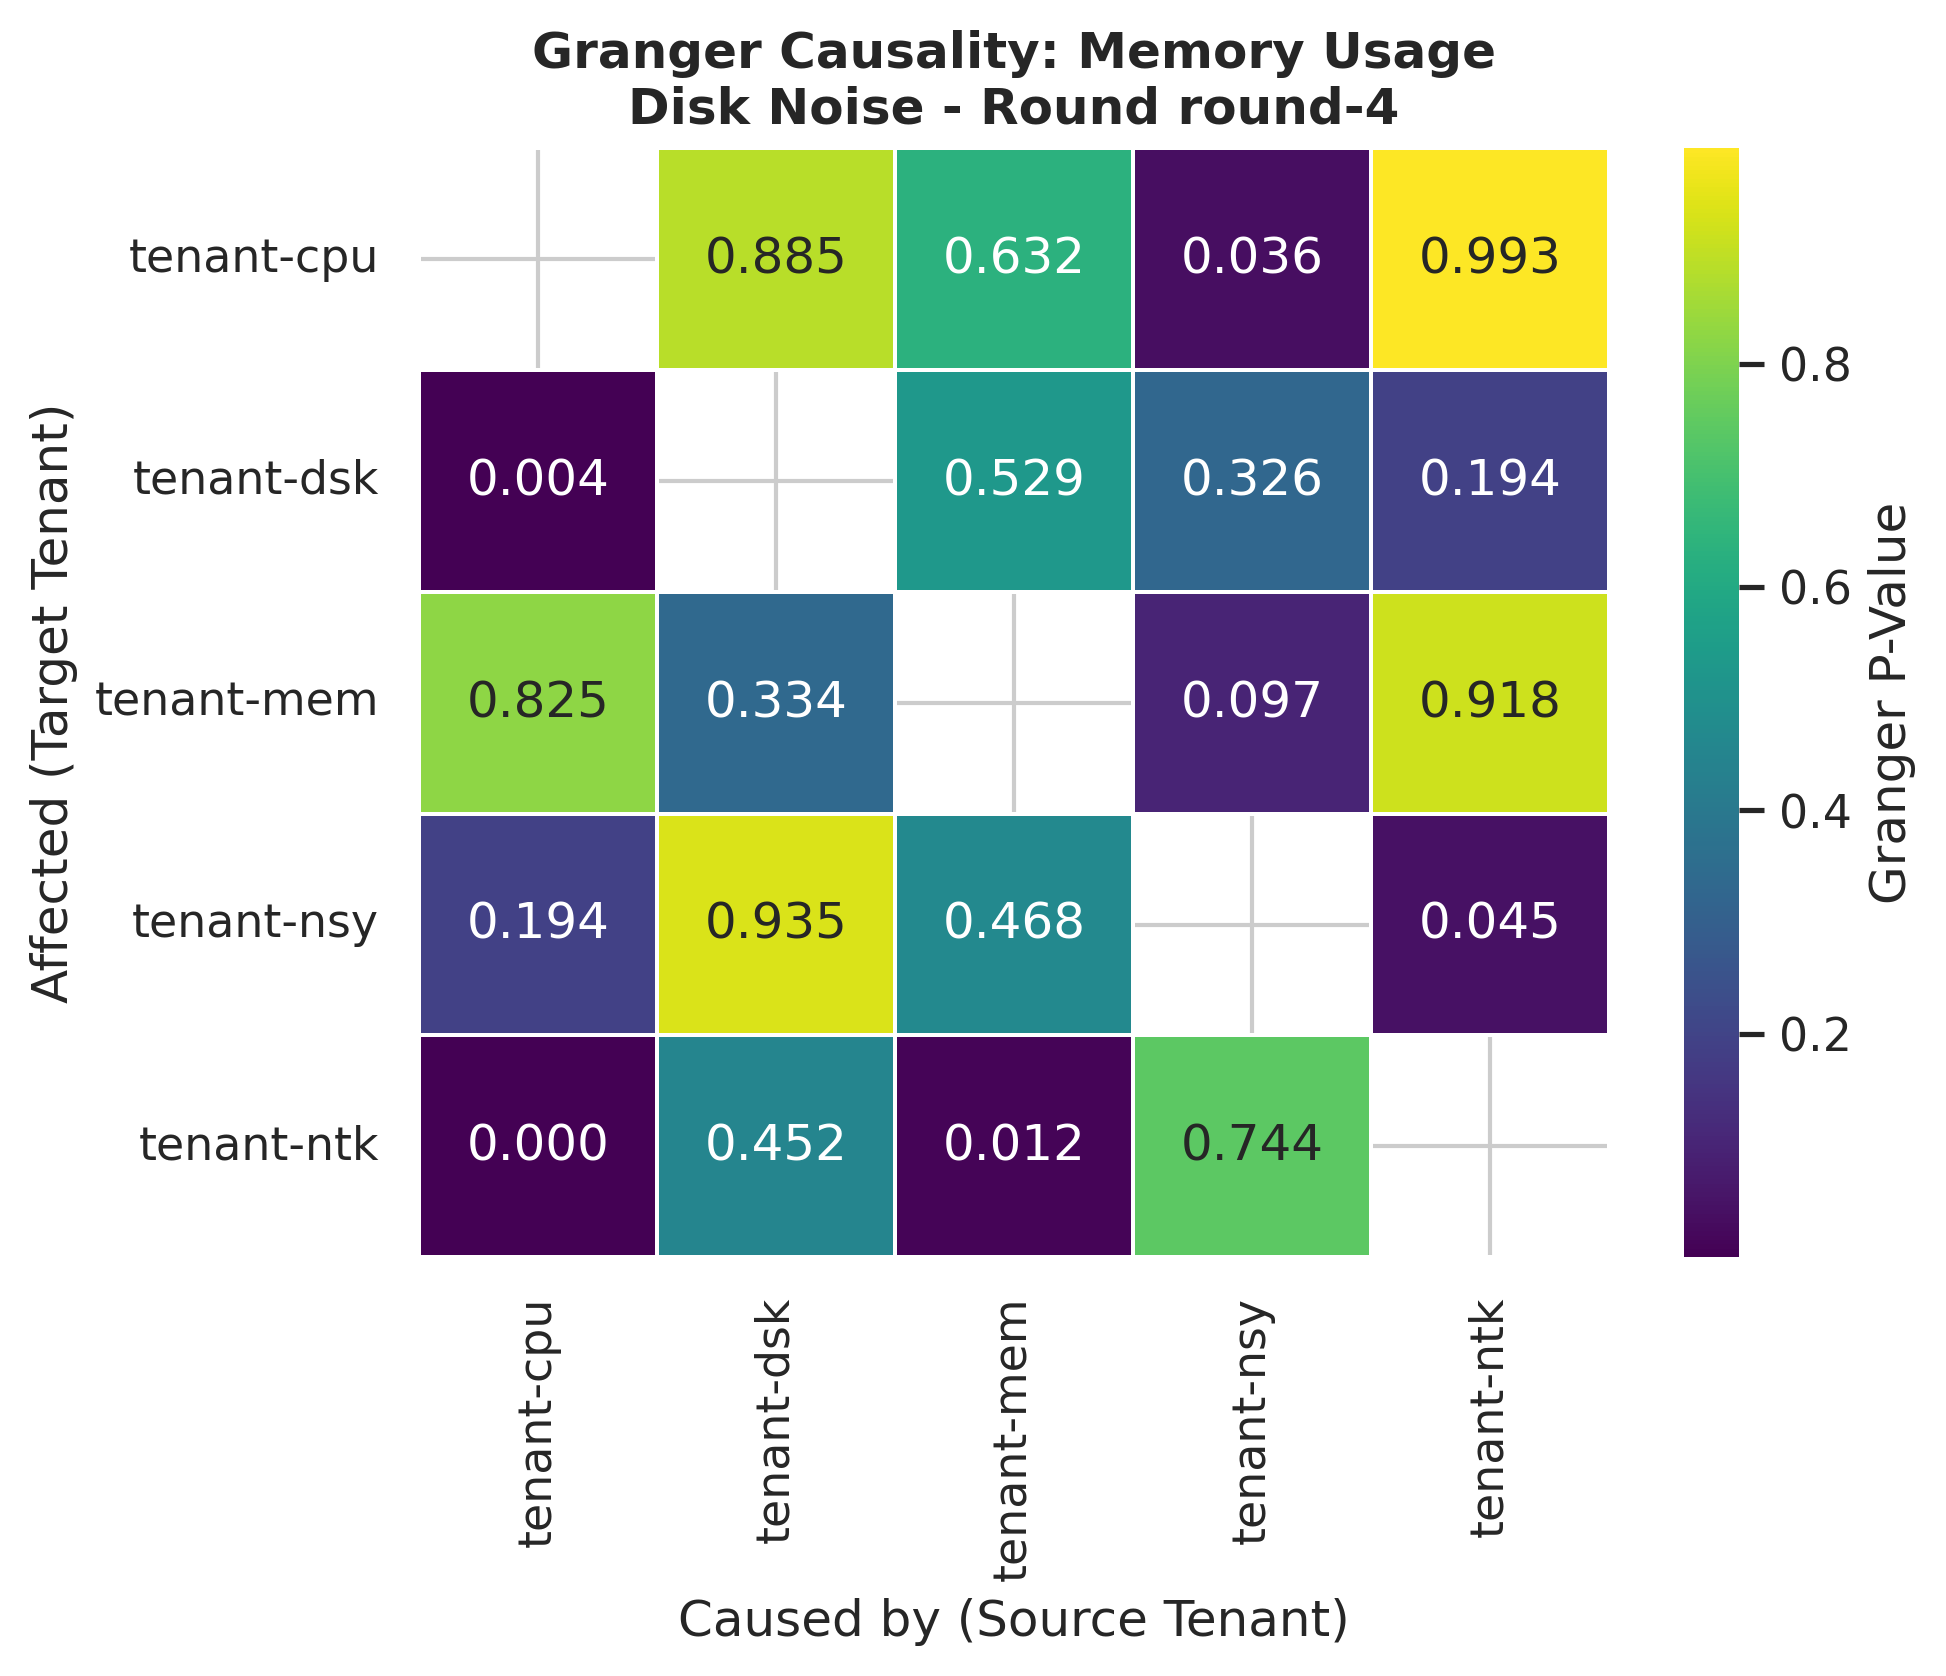 Granger Causality: Memory Usage
Disk Noise - Round round-4
Affected (Target Tenant)
tenant-cpu
0.885 0.632 0.036 0.993
tenant-dsk
0.004 0.529 0.326 0.194
tenant-mem
0.825 0.334 0.097 0.918
tenant-nsy
0.194 0.935 0.468 0.045
tenant-ntk
0.000 0.452 0.012 0.744
tenant-cpu
tenant-dsk
tenant-mem
tenant-nsy
tenant-ntk
Caused by (Source Tenant)
0.8
0.6
0.4
0.2
Granger P-Value